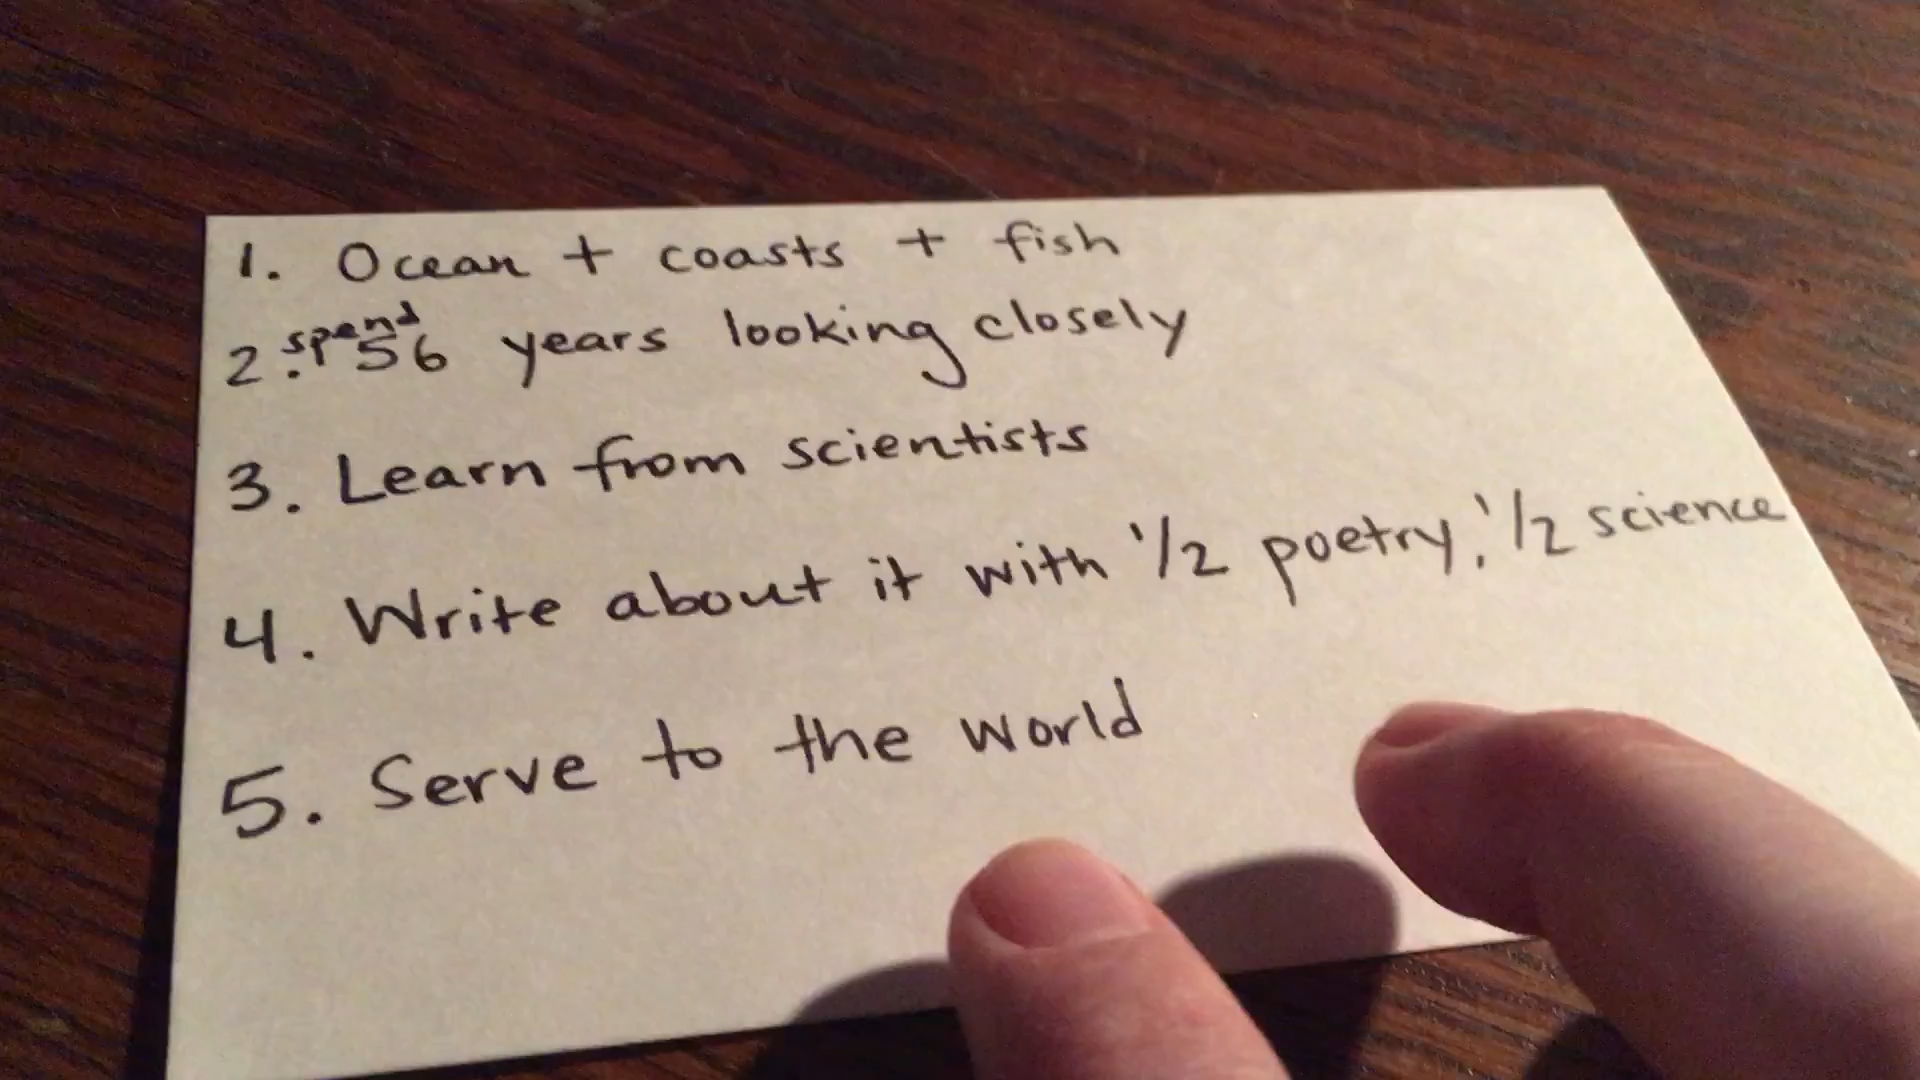 1. Ocean + coasts + fish
2. spend 56 years looking closely
3. Learn from scientists
4. Write about it with 1/2 poetry, 1/2 science
5. Serve to the world